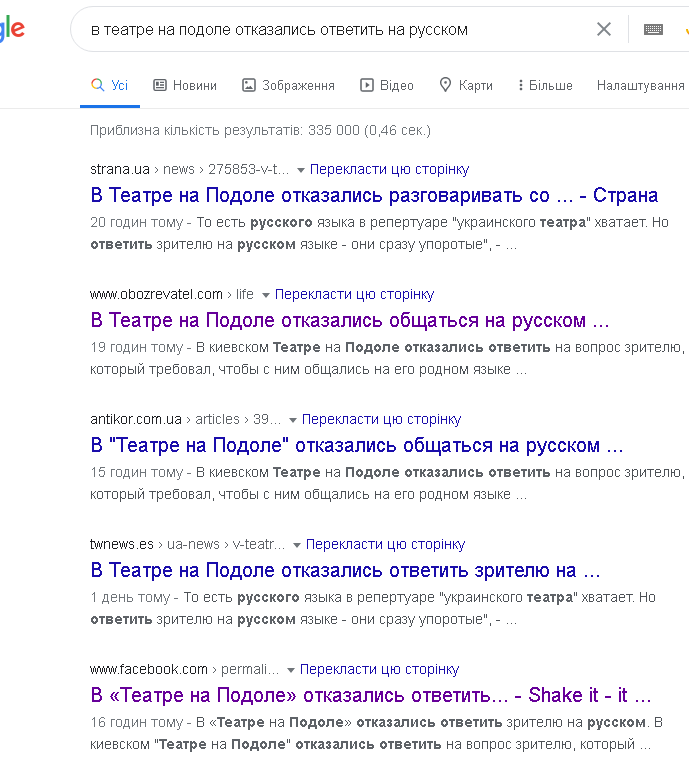 gle
в театре на подоле отказались ответить на русском
Усі Новини Зображення Відео Карти Більше Налаштування
Приблизна кількість результатів: 335 000 (0,46 сек.)
strana.ua › news › 275853-v-t... Перекласти цю сторінку
В Театре на Подоле отказались разговаривать со ... - Страна
20 годин тому - То есть русского языка в репертуаре "украинского театра" хватает. Но
ответить зрителю на русском языке - они сразу упоротые", - ...
www.obozrevatel.com › life Перекласти цю сторінку
В Театре на Подоле отказались общаться на русском ...
19 годин тому - В киевском Театре на Подоле отказались ответить на вопрос зрителю,
который требовал, чтобы с ним общались на его родном языке ...
antikor.com.ua › articles › 39... Перекласти цю сторінку
В "Театре на Подоле" отказались общаться на русском ...
15 годин тому - В киевском Театре на Подоле отказались ответить на вопрос зрителю,
который требовал, чтобы с ним общались на его родном языке ...
twnews.es › ua-news › v-teatr... Перекласти цю сторінку
В Театре на Подоле отказались ответить зрителю на ...
1 день тому - То есть русского языка в репертуаре "украинского театра" хватает. Но
ответить зрителю на русском языке - они сразу упоротые", - ...
www.facebook.com › permali... Перекласти цю сторінку
В «Театре на Подоле» отказались ответить... - Shake it - it ...
16 годин тому - В «Театре на Подоле» отказались ответить зрителю на русском. В
киевском "Театре на Подоле" отказались ответить на вопрос зрителю, который ...